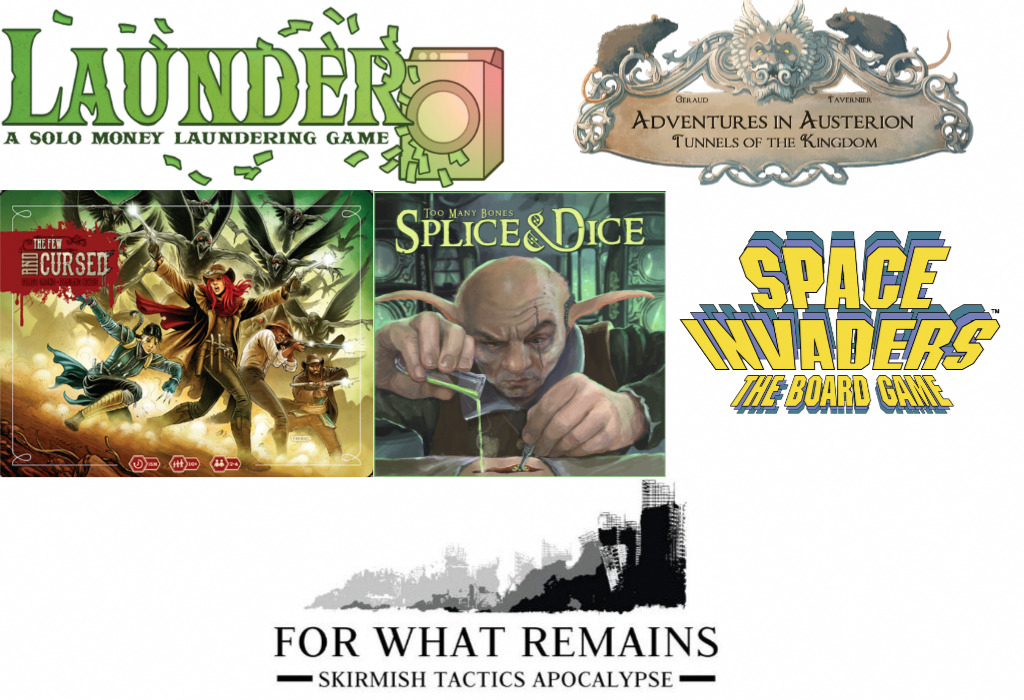 LAUNDER
A SOLO MONEY LAUNDERING GAME
GERAUD TAVERNIER
ADVENTURES IN AUSTERION
TUNNELS OF THE KINGDOM
THE FEW
AND CURSED
TOO MANY BONES
SPLICE & DICE
SPACE
INVADERS™
THE BOARD GAME
FOR WHAT REMAINS
SKIRMISH TACTICS APOCALYPSE